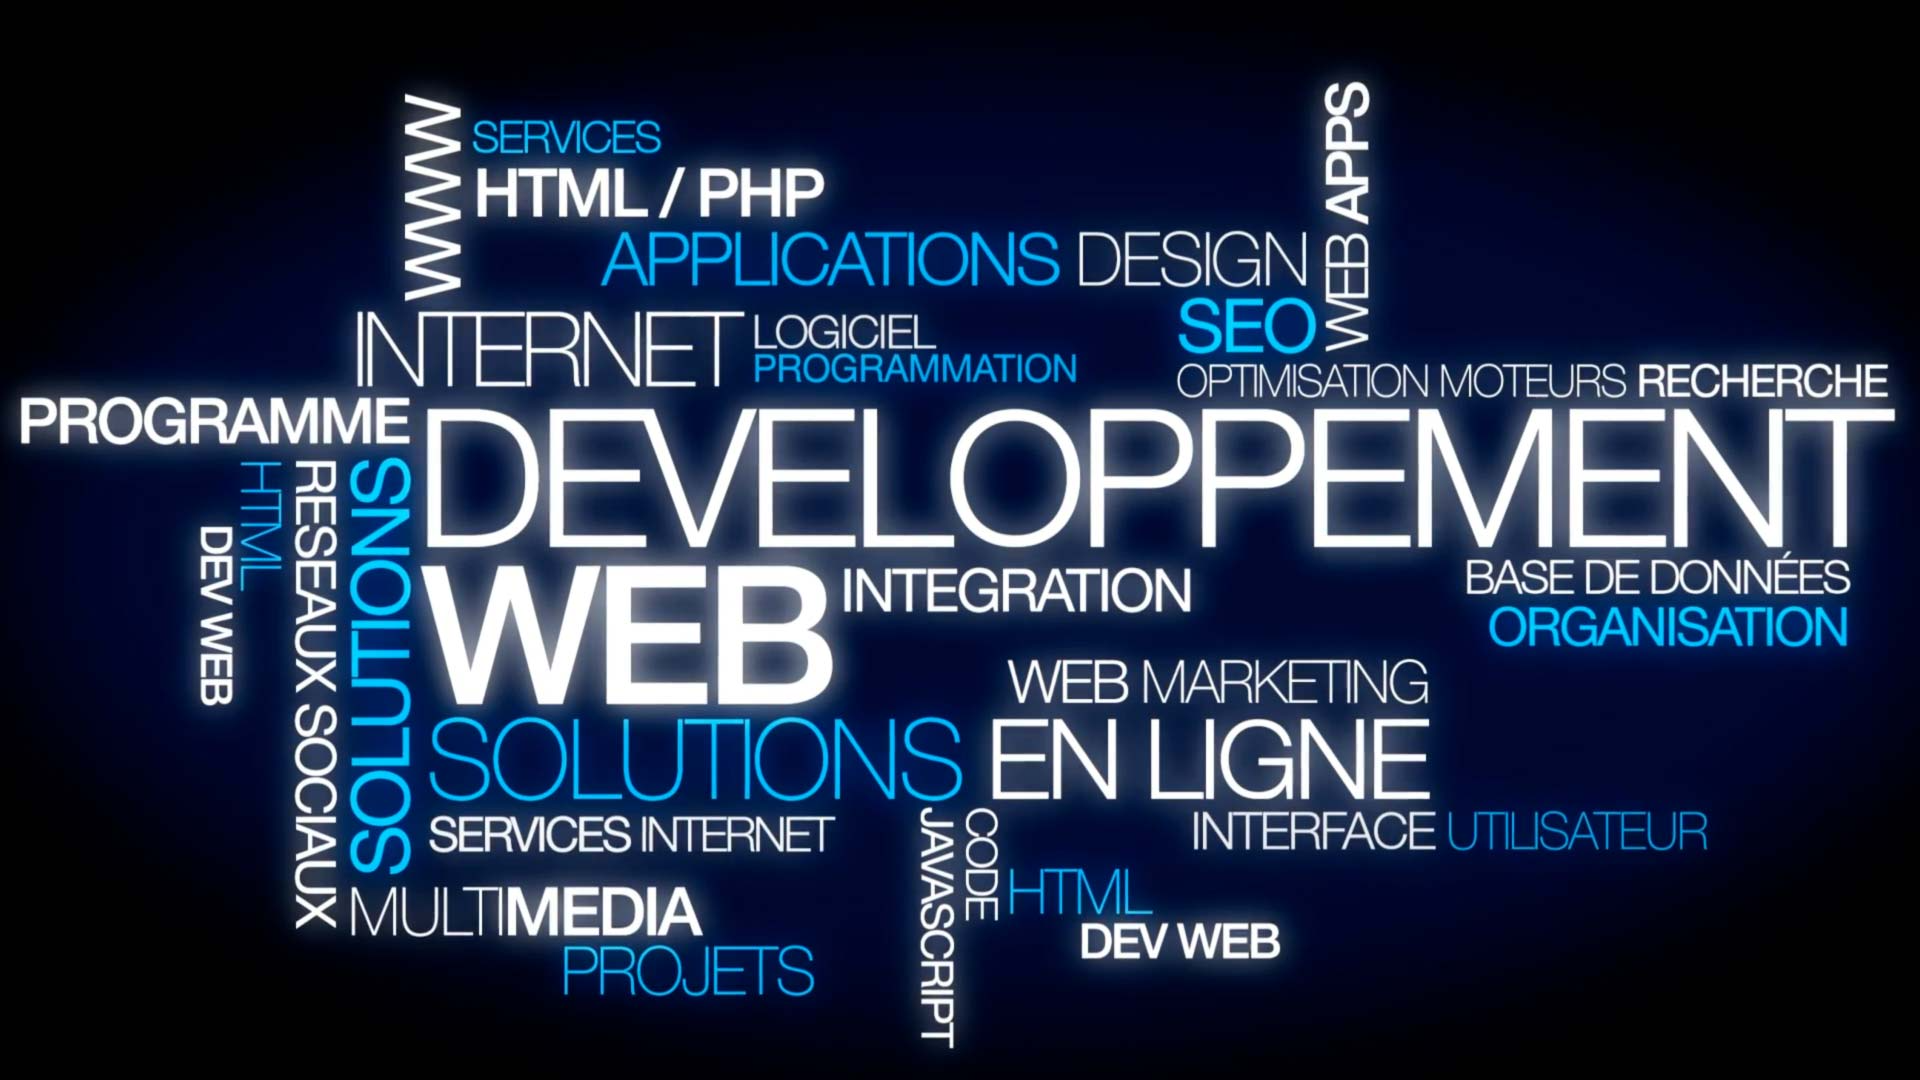 WWW
SERVICES
HTML / PHP
WEB APPS
APPLICATIONS DESIGN
SEO
INTERNET
LOGICIEL
PROGRAMMATION
OPTIMISATION MOTEURS RECHERCHE
PROGRAMME
DEVELOPPEMENT
HTML
DEV WEB
RESEAUX SOCIAUX
SOLUTIONS
WEB
INTEGRATION
BASE DE DONNÉES
ORGANISATION
WEB MARKETING
SOLUTIONS
EN LIGNE
SERVICES INTERNET
INTERFACE UTILISATEUR
JAVASCRIPT
CODE
HTML
MULTIMEDIA
DEV WEB
PROJETS